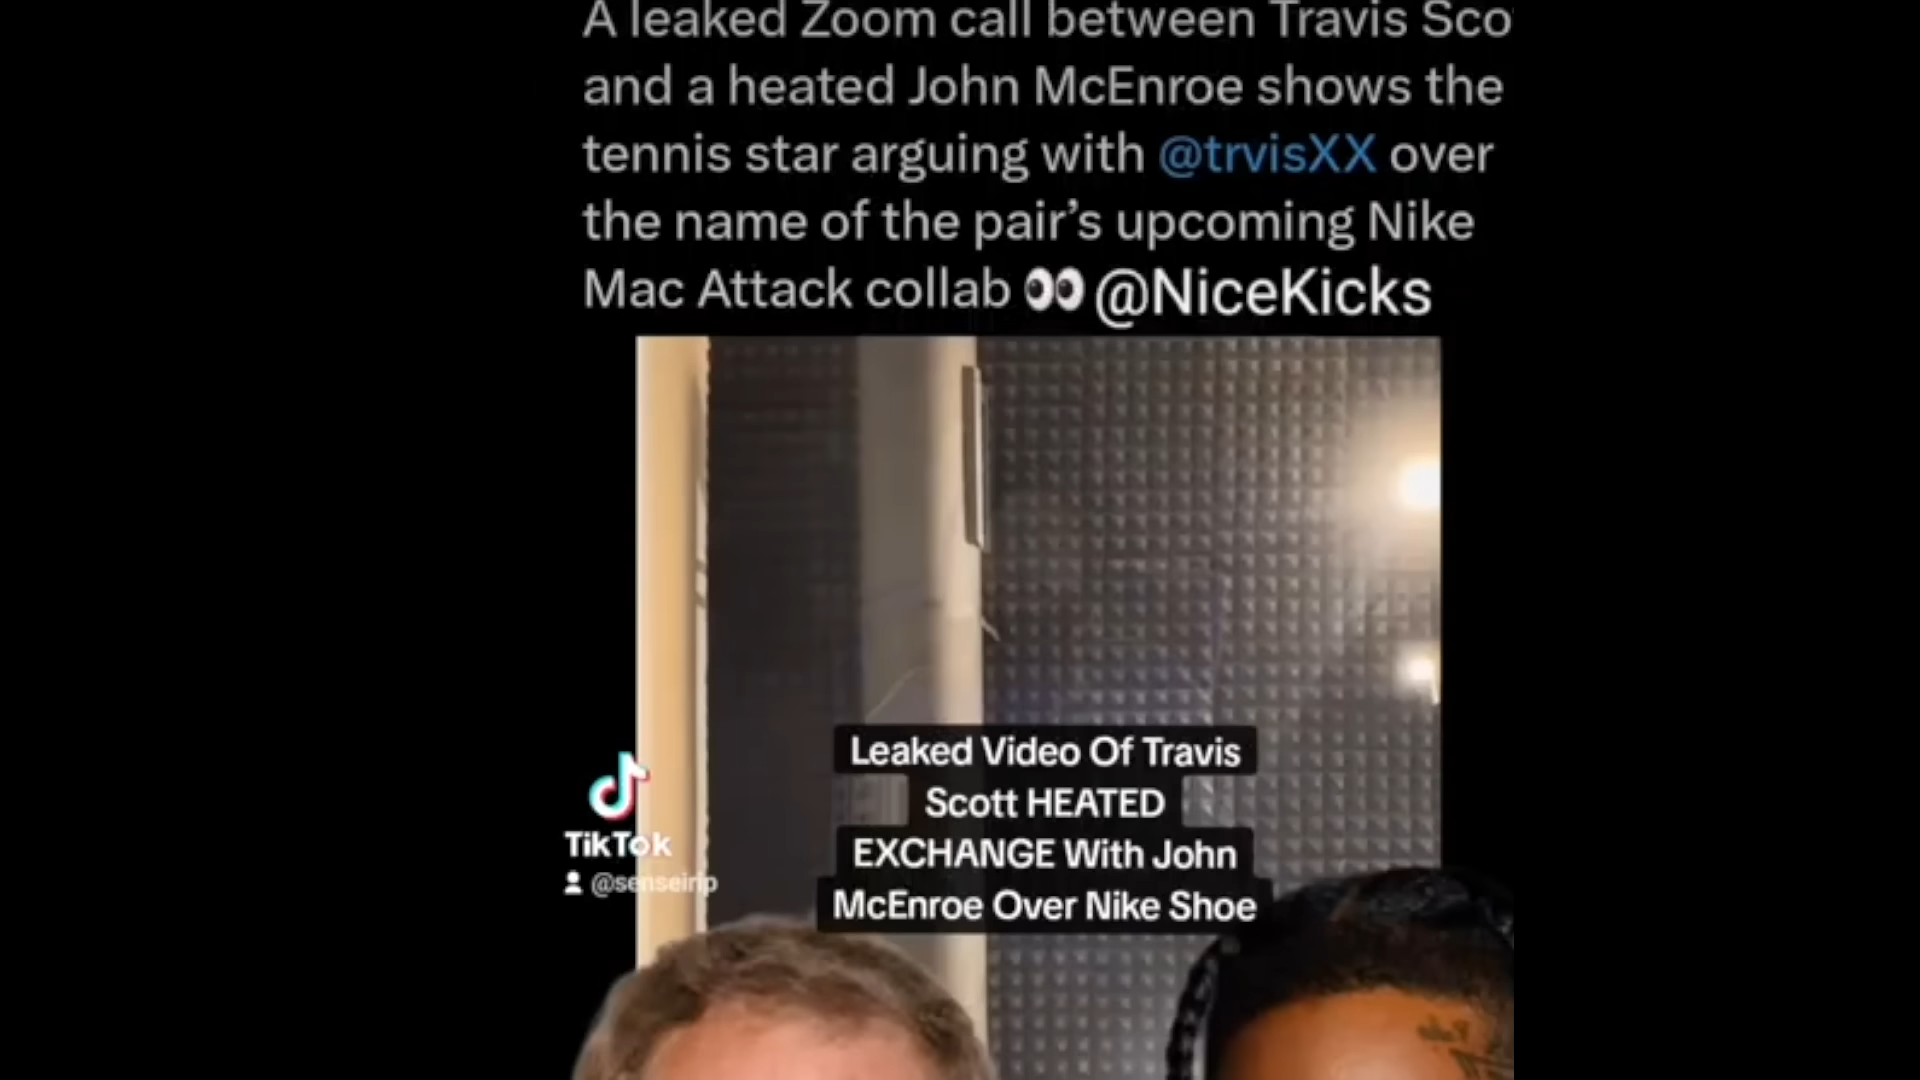 A leaked Zoom call between Travis Sco
and a heated John McEnroe shows the
tennis star arguing with @trvisXX over
the name of the pair’s upcoming Nike
Mac Attack collab 👀 @NiceKicks
Leaked Video Of Travis
Scott HEATED
EXCHANGE With John
McEnroe Over Nike Shoe
TikTok
@senseirip